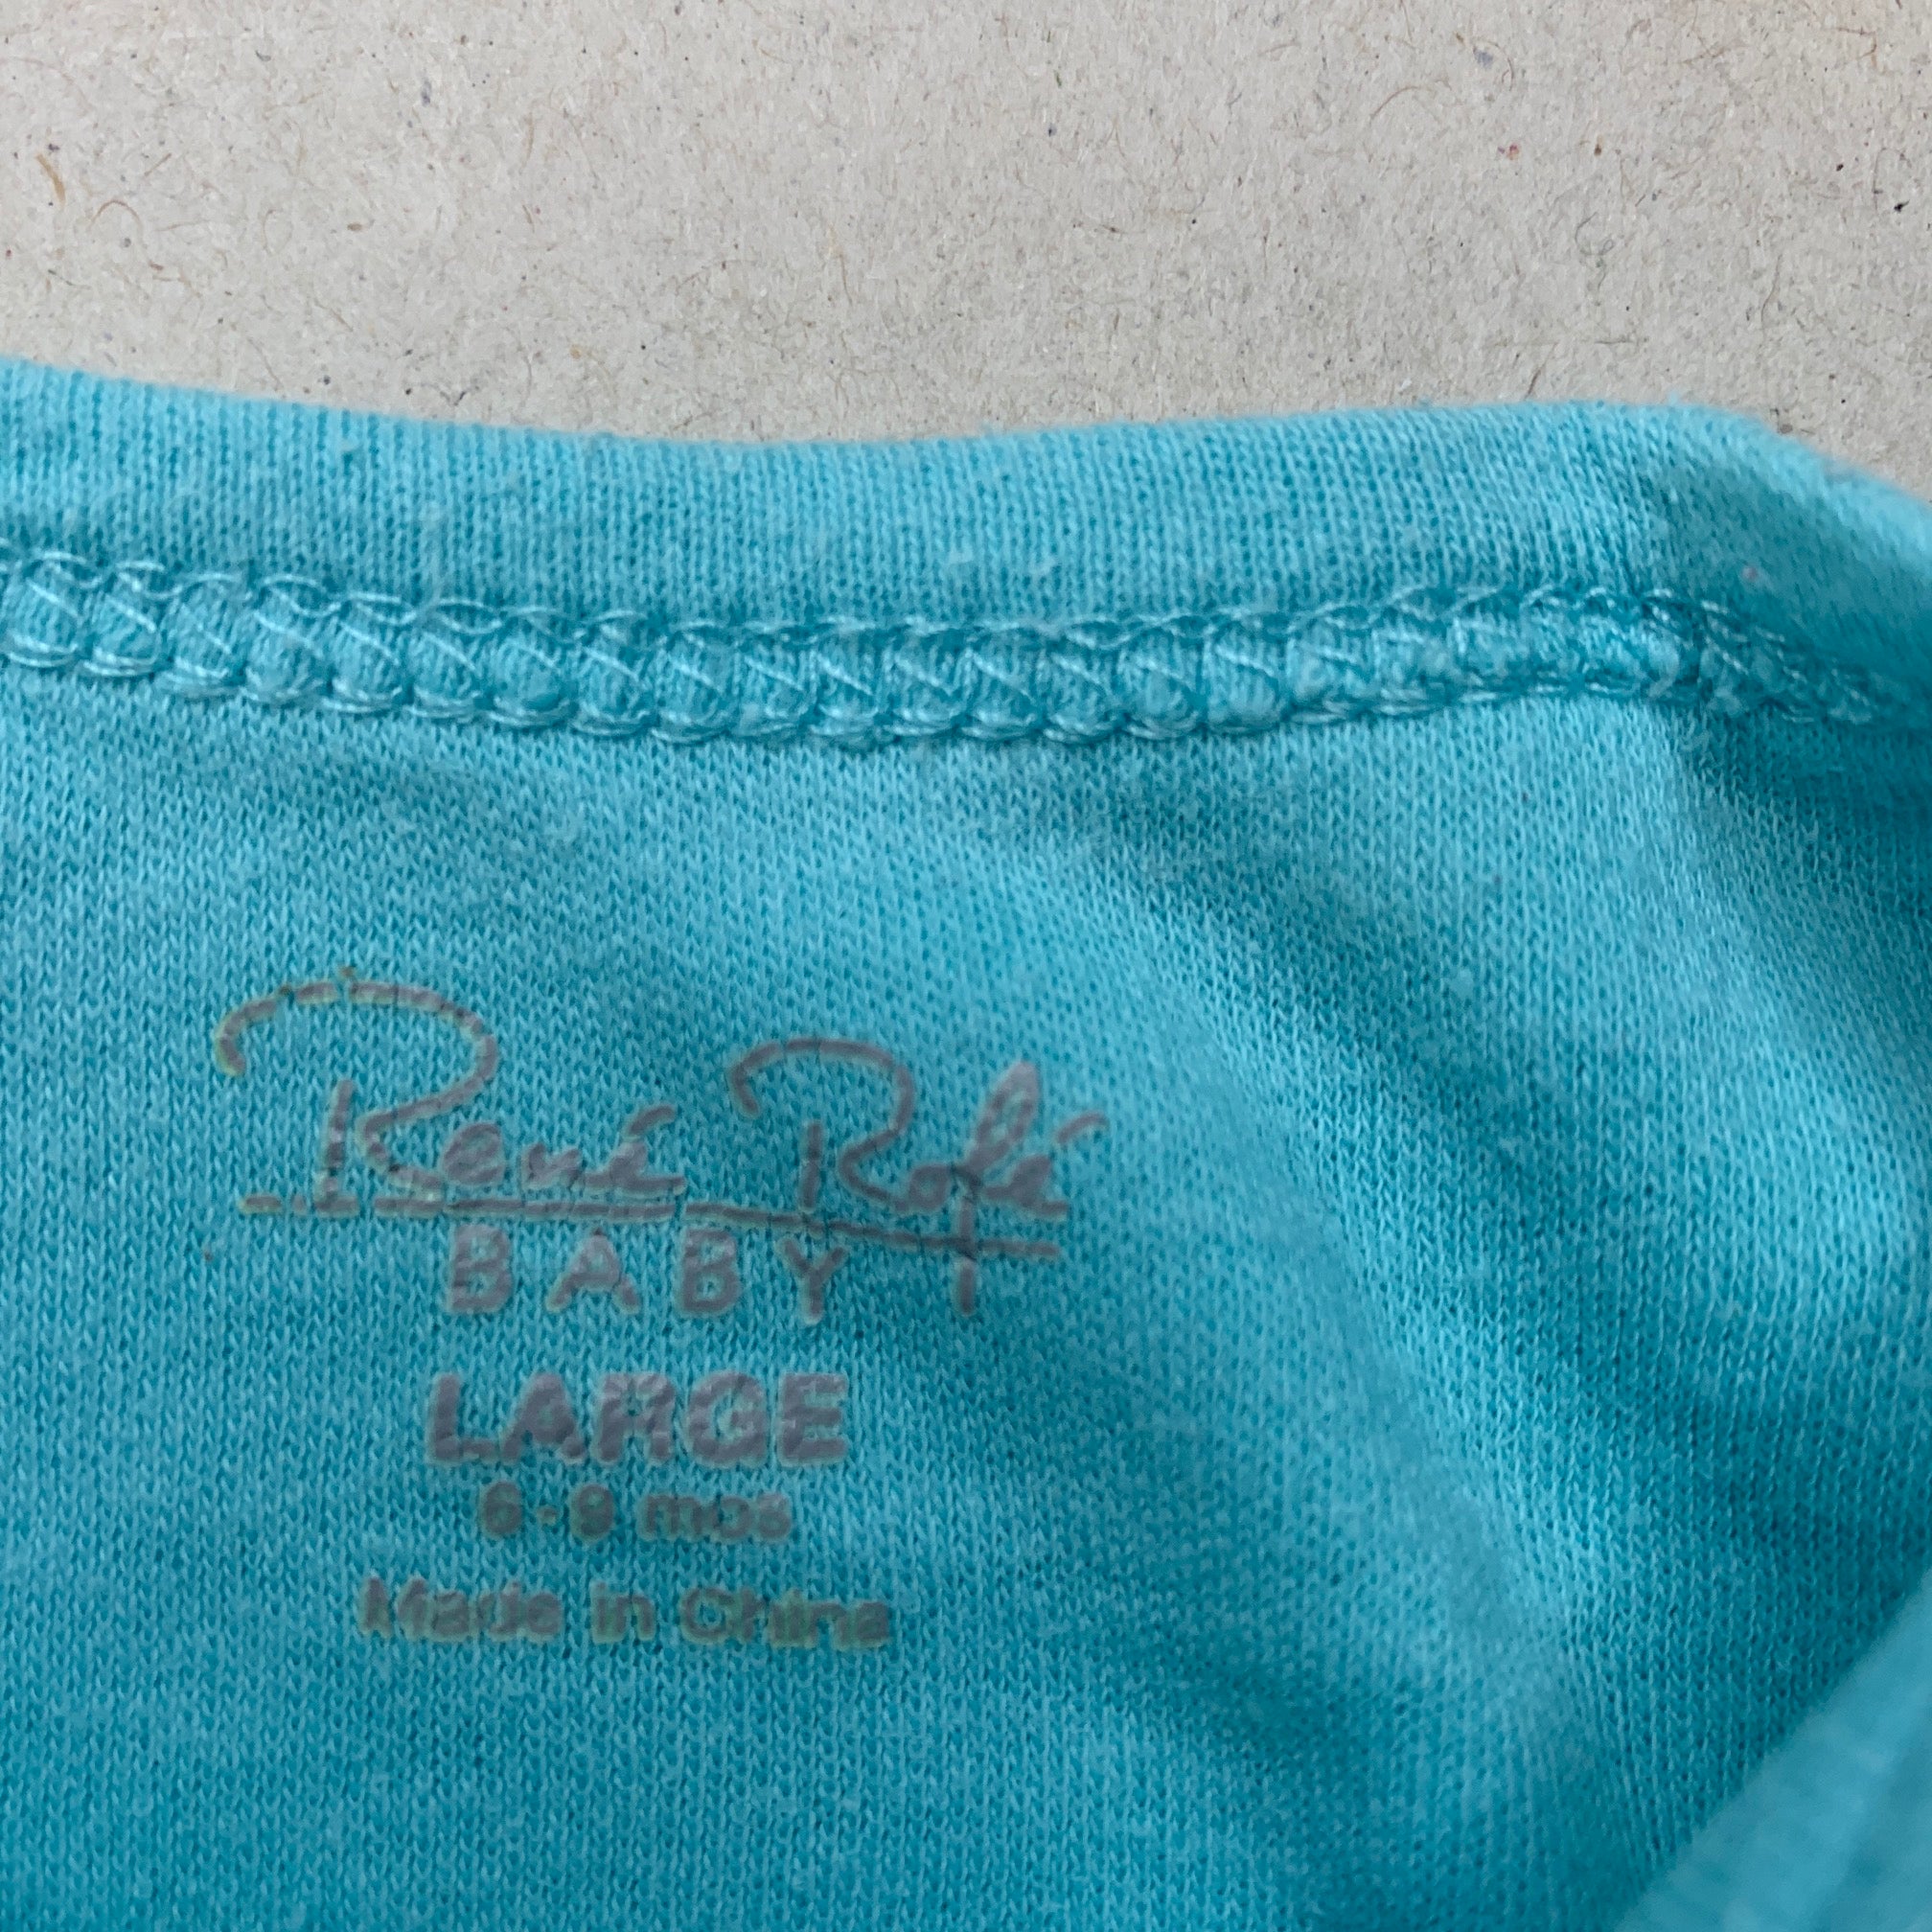 René Rofé
BABY
LARGE
6-9 mos
Made in China